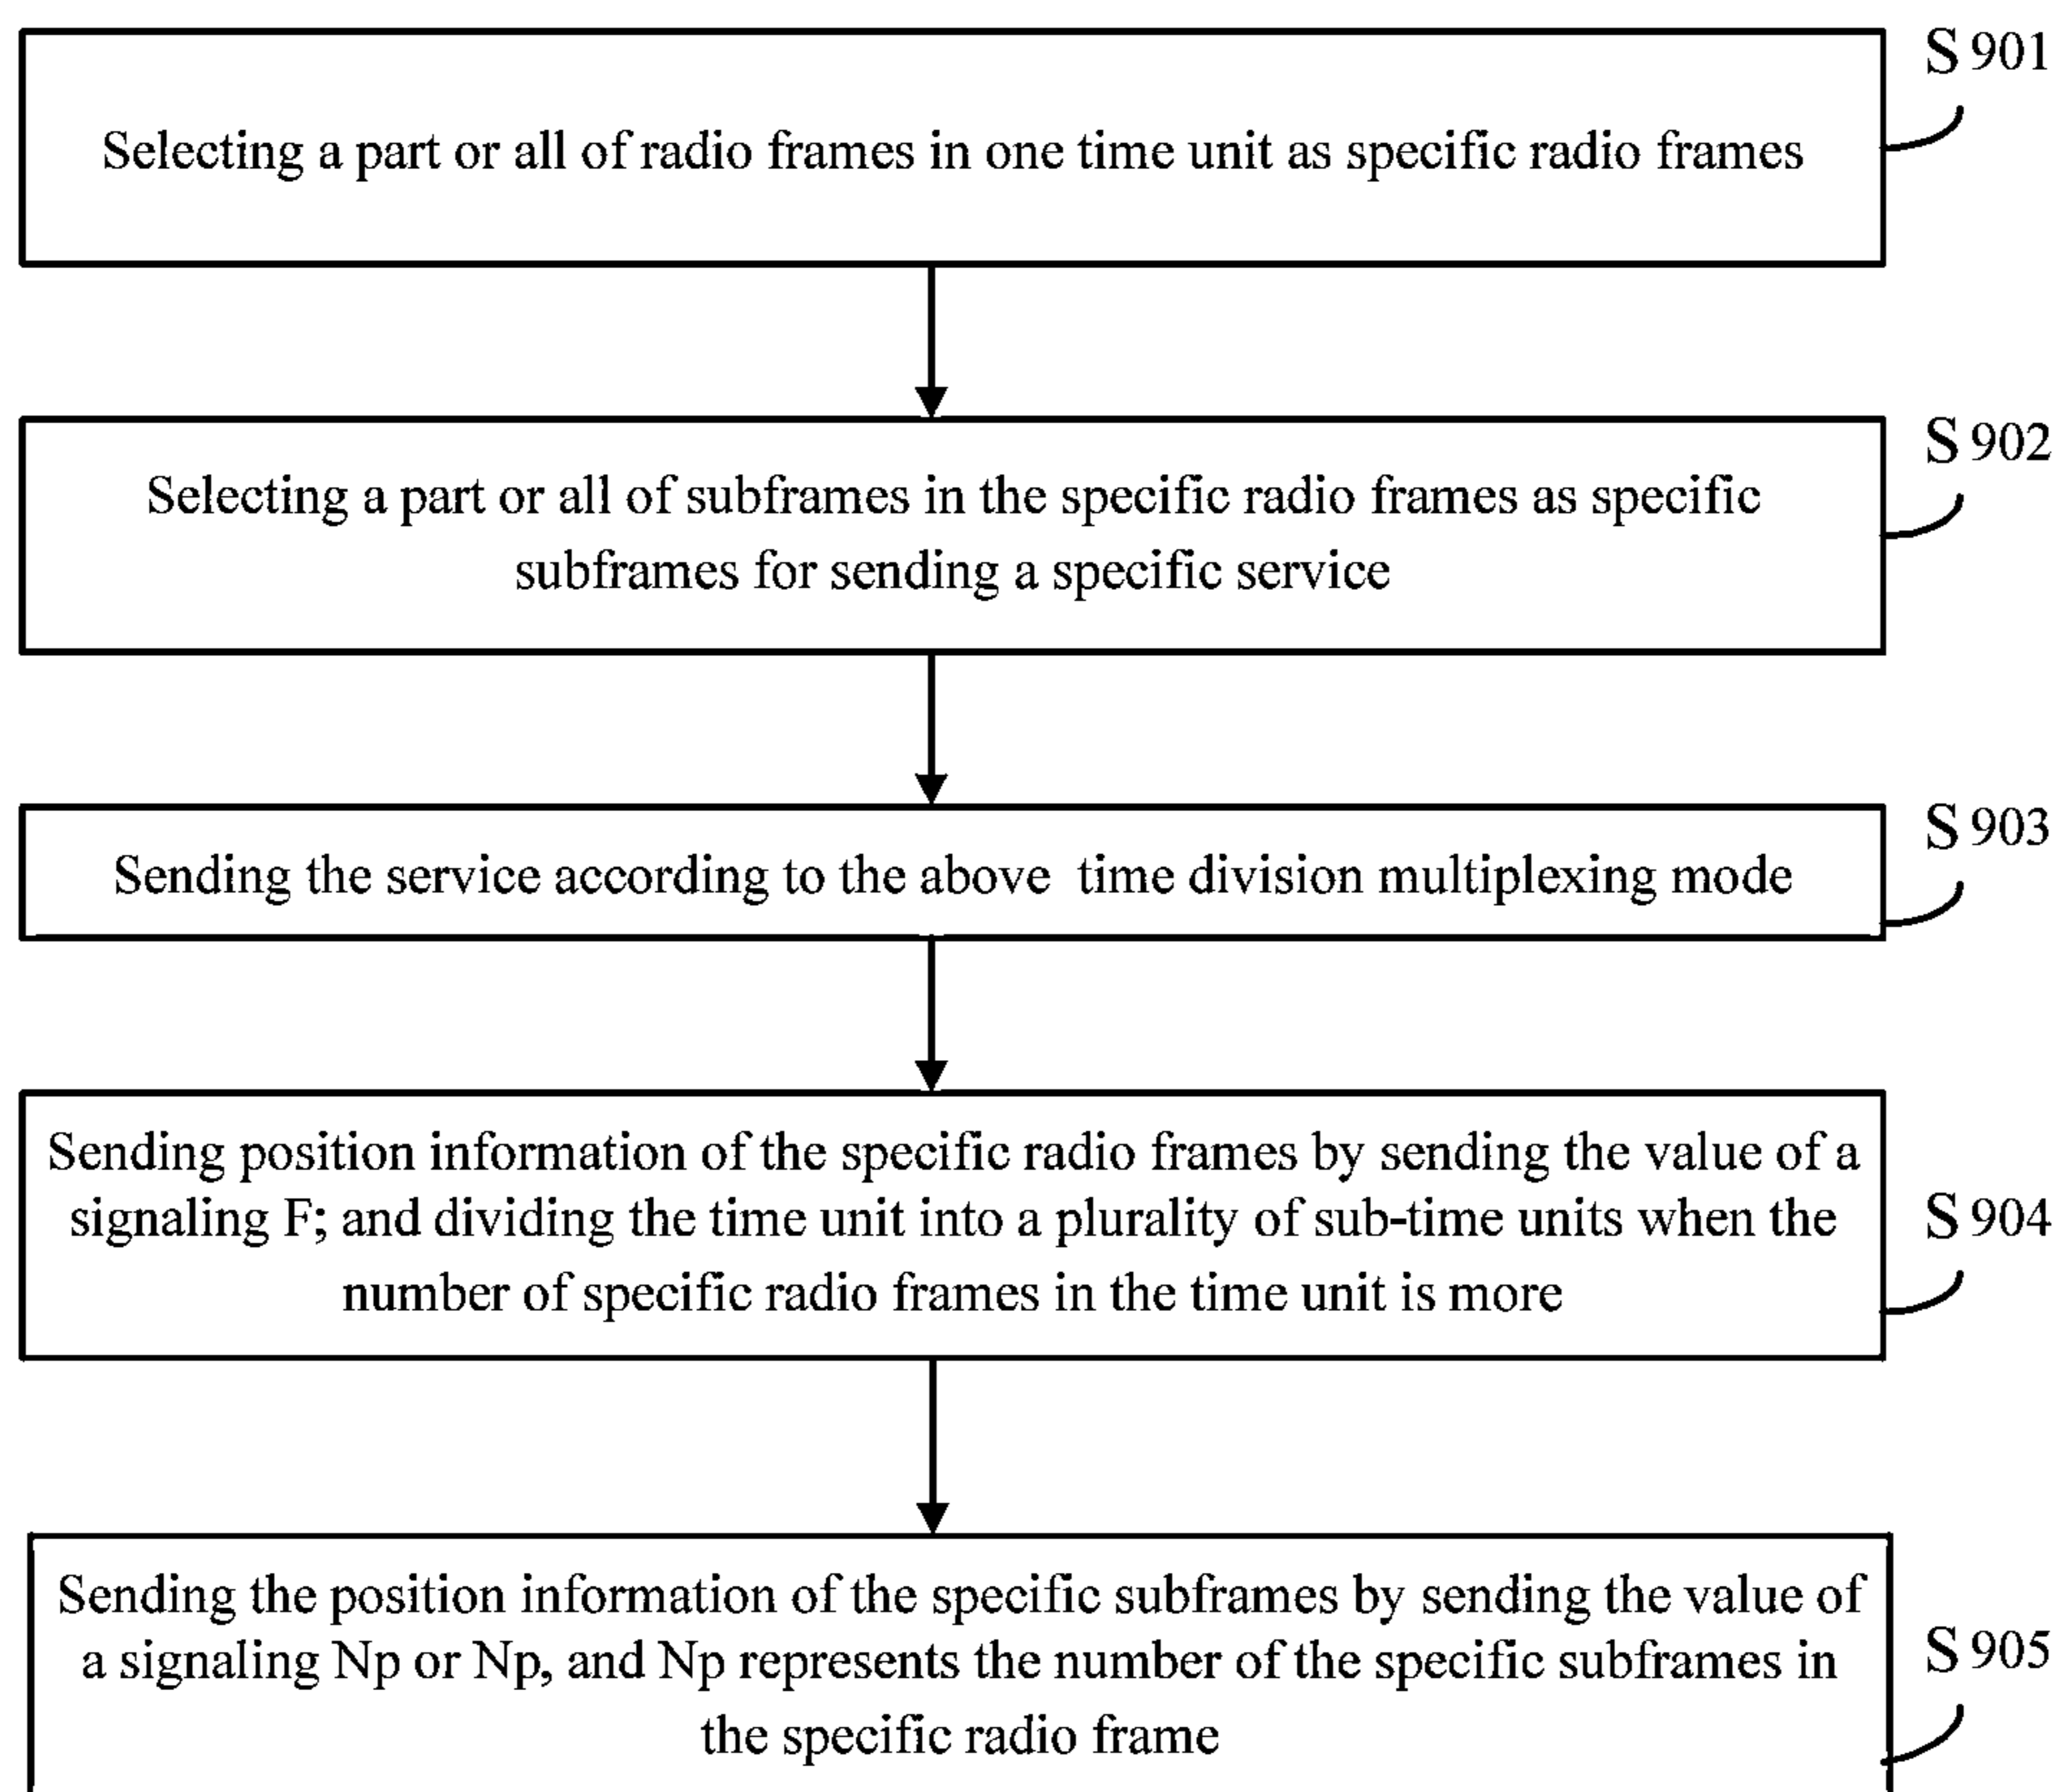 S 901
Selecting a part or all of radio frames in one time unit as specific radio frames
S 902
Selecting a part or all of subframes in the specific radio frames as specific
subframes for sending a specific service
S 903
Sending the service according to the above time division multiplexing mode
Sending position information of the specific radio frames by sending the value of a
signaling F; and dividing the time unit into a plurality of sub-time units when the
S 904
number of specific radio frames in the time unit is more
Sending the position information of the specific subframes by sending the value of
a signaling Np or Np, and Np represents the number of the specific subframes in
S 905
the specific radio frame